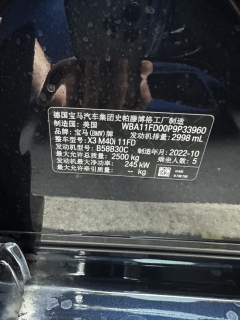 德国宝马汽车集团史帕滕博格工厂制造
制造国: 美国 WBA11FD00P9P33960
品牌: 宝马(BMW)牌 发动机排量: 2998 mL
整车型号: X3 M40i 11FD
发动机型号: B58B30C 制造年月: 2022-10
最大允许总质量: 2500 kg 乘坐人数: 5
发动机最大净功率: 245 kW
最大允许牵引质量: -- kg